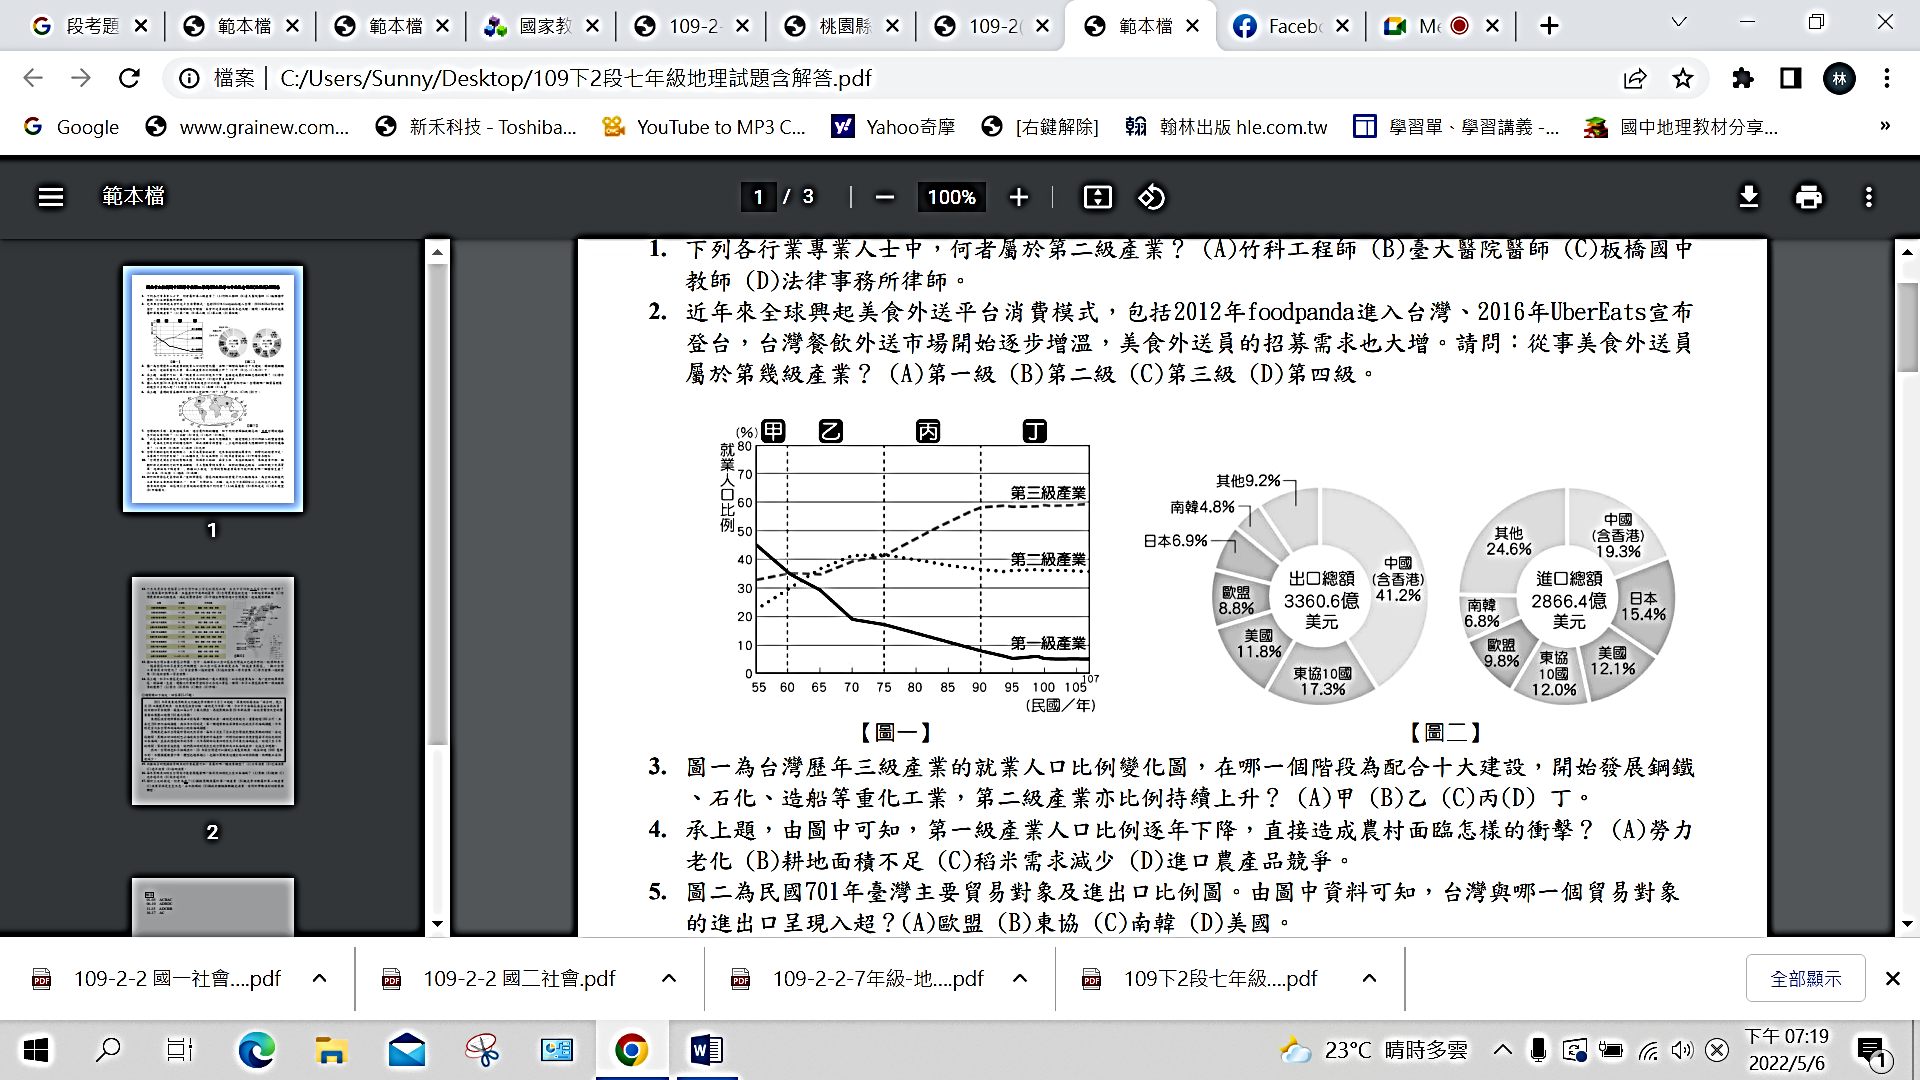 段考題
範本檔
範本檔
國家教
109-2-
桃園縣
109-2(
範本檔
Facebo
Me
檔案 | C:/Users/Sunny/Desktop/109下2段七年級地理試題含解答.pdf
林
Google
www.grainew.com...
新禾科技 - Toshiba...
YouTube to MP3 C...
Yahoo奇摩
[右鍵解除]
翰林出版 hle.com.tw
學習單、學習講義 -...
國中地理教材分享...
»
範本檔
1 / 3
100%
1
2
1. 下列各行業專業人士中，何者屬於第二級產業？ (A)竹科工程師 (B)臺大醫院醫師 (C)板橋國中
教師 (D)法律事務所律師。
2. 近年來全球興起美食外送平台消費模式，包括2012年foodpanda進入台灣、2016年UberEats宣布
登台，台灣餐飲外送市場開始逐步增溫，美食外送員的招募需求也大增。請問：從事美食外送員
屬於第幾級產業？ (A)第一級 (B)第二級 (C)第三級 (D)第四級。
甲 乙 丙 丁
(%)
就業人口比例
80
70
60
50
40
30
20
10
0
第三級產業
第二級產業
第一級產業
55 60 65 70 75 80 85 90 95 100 105 107
(民國／年)
【圖一】
其他9.2%
南韓4.8%
日本6.9%
歐盟
8.8%
美國
11.8%
東協10國
17.3%
中國
(含香港)
41.2%
出口總額
3360.6億
美元
其他
24.6%
中國
(含香港)
19.3%
日本
15.4%
美國
12.1%
東協
10國
12.0%
歐盟
9.8%
南韓
6.8%
進口總額
2866.4億
美元
【圖二】
3. 圖一為台灣歷年三級產業的就業人口比例變化圖，在哪一個階段為配合十大建設，開始發展鋼鐵
、石化、造船等重化工業，第二級產業亦比例持續上升？ (A)甲 (B)乙 (C)丙(D) 丁。
4. 承上題，由圖中可知，第一級產業人口比例逐年下降，直接造成農村面臨怎樣的衝擊？ (A)勞力
老化 (B)耕地面積不足 (C)稻米需求減少 (D)進口農產品競爭。
5. 圖二為民國701年臺灣主要貿易對象及進出口比例圖。由圖中資料可知，台灣與哪一個貿易對象
的進出口呈現入超？(A)歐盟 (B)東協 (C)南韓 (D)美國。
109-2-2 國一社會....pdf
109-2-2 國二社會.pdf
109-2-2-7年級-地....pdf
109下2段七年級....pdf
全部顯示
23°C 晴時多雲
下午 07:19
2022/5/6
1